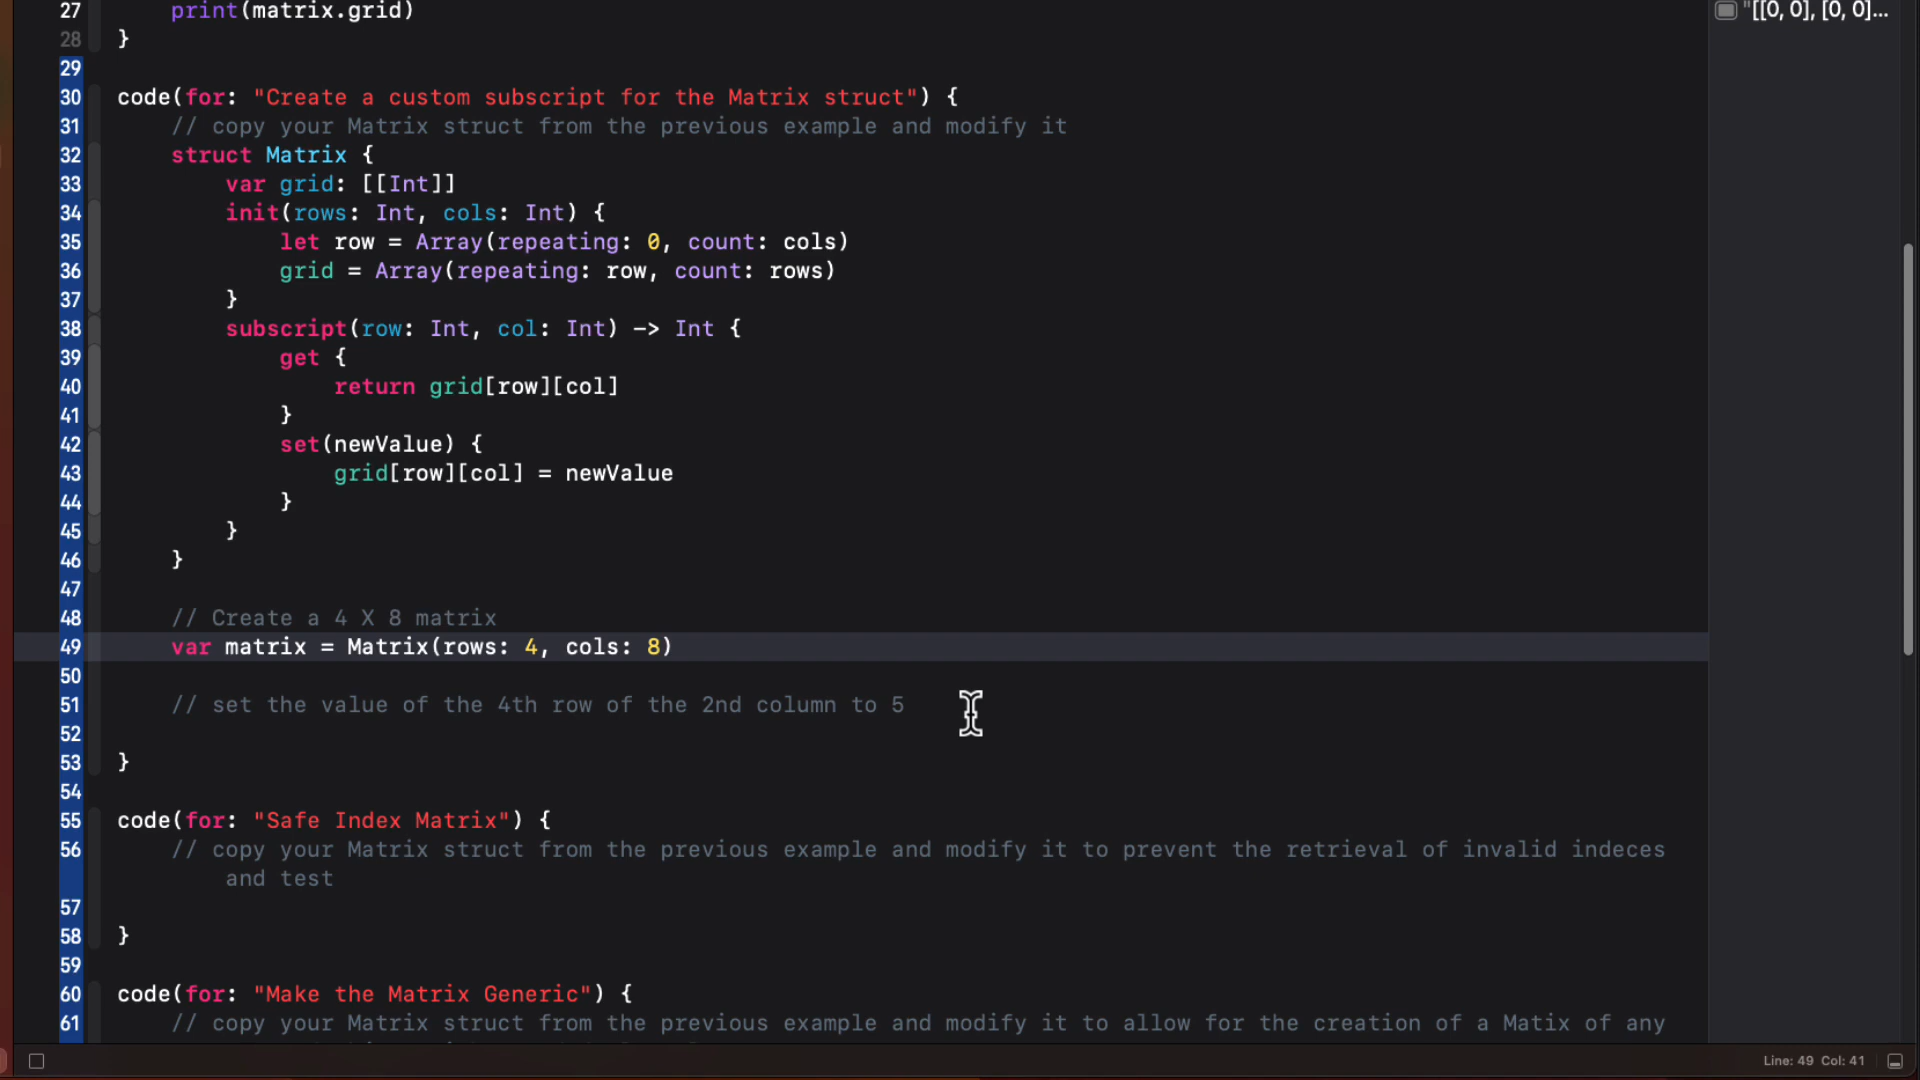 27 print(matrix.grid)
"[[0, 0], [0, 0]...
28 }
29
30 code(for: "Create a custom subscript for the Matrix struct") {
31 // copy your Matrix struct from the previous example and modify it
32 struct Matrix {
33 var grid: [[Int]]
34 init(rows: Int, cols: Int) {
35 let row = Array(repeating: 0, count: cols)
36 grid = Array(repeating: row, count: rows)
37 }
38 subscript(row: Int, col: Int) -> Int {
39 get {
40 return grid[row][col]
41 }
42 set(newValue) {
43 grid[row][col] = newValue
44 }
45 }
46 }
47
48 // Create a 4 X 8 matrix
49 var matrix = Matrix(rows: 4, cols: 8)
50
51 // set the value of the 4th row of the 2nd column to 5
52
53 }
54
55 code(for: "Safe Index Matrix") {
56 // copy your Matrix struct from the previous example and modify it to prevent the retrieval of invalid indeces
and test
57
58 }
59
60 code(for: "Make the Matrix Generic") {
61 // copy your Matrix struct from the previous example and modify it to allow for the creation of a Matix of any
Line: 49 Col: 41